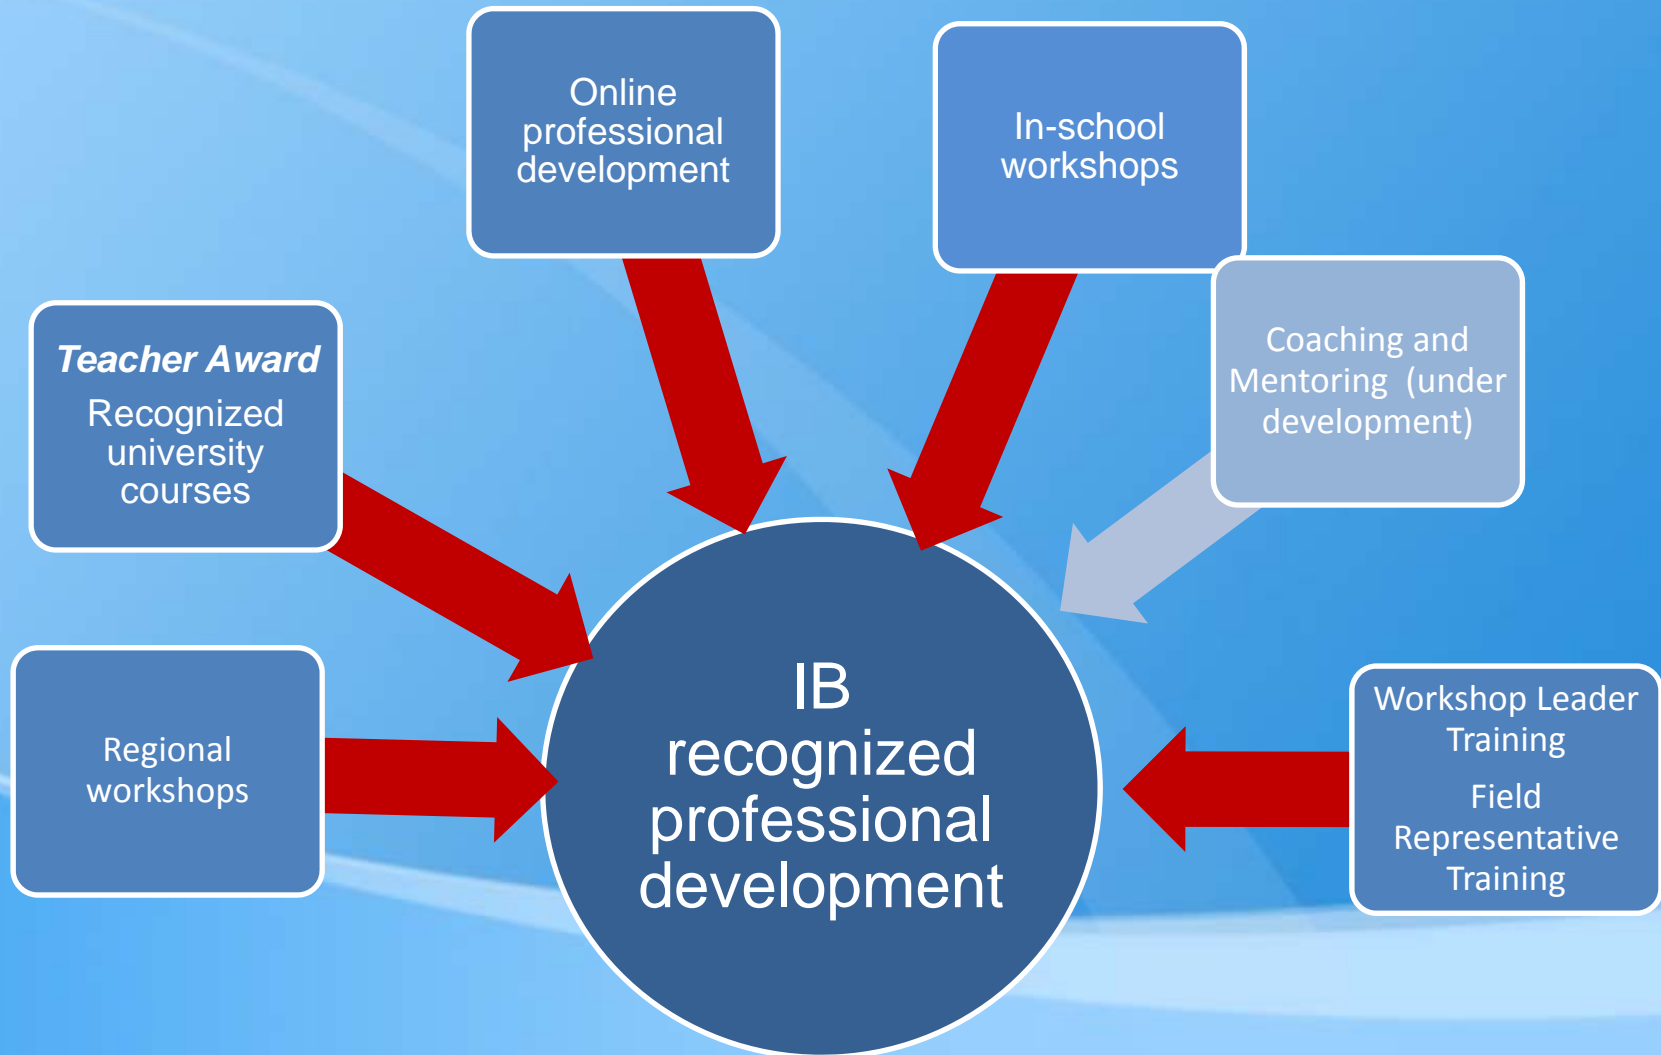 Online
professional
development
In-school
workshops
Coaching and
Mentoring (under
development)
Teacher Award
Recognized
university
courses
Regional
workshops
IB
recognized
professional
development
Workshop Leader
Training
Field
Representative
Training